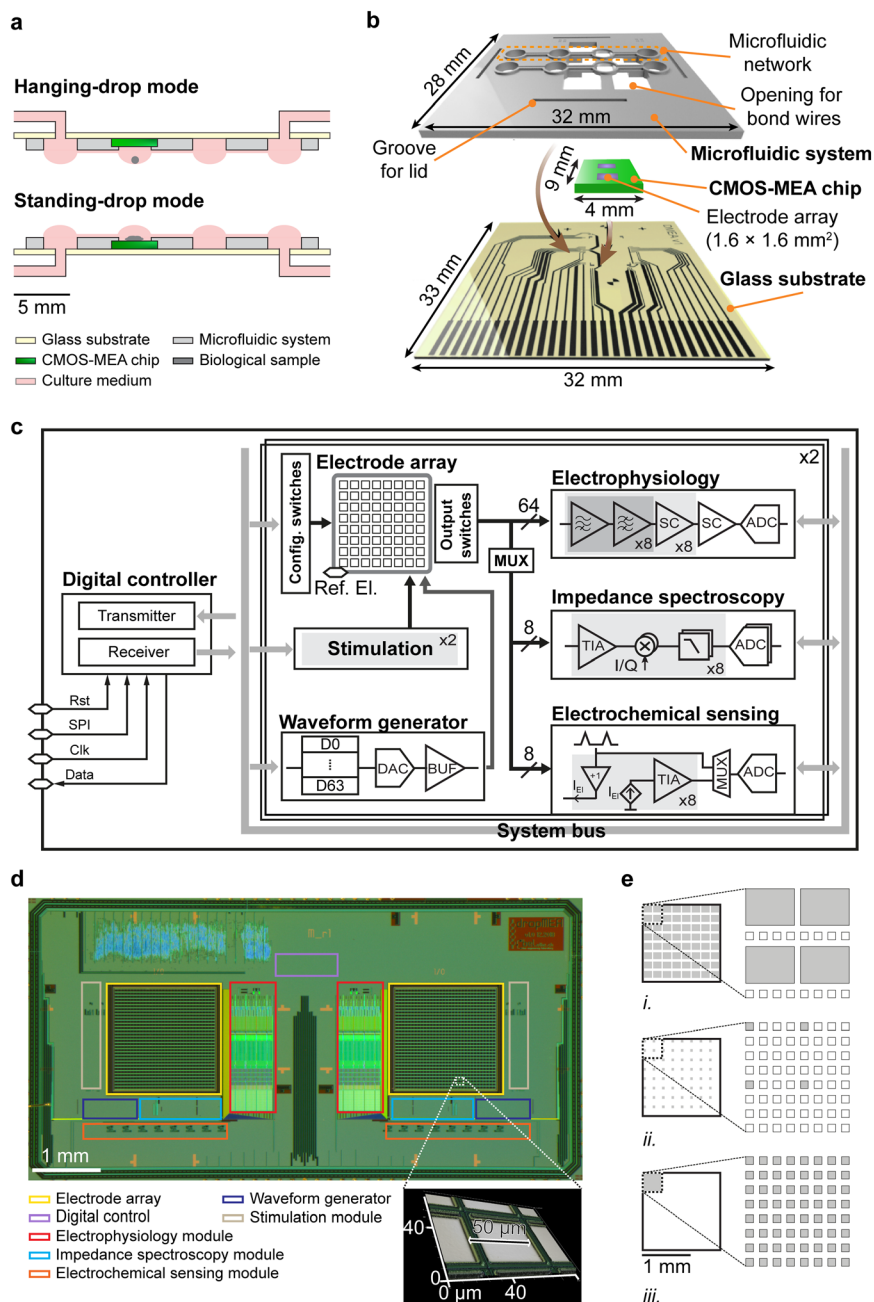 a
Hanging-drop mode
Standing-drop mode
5 mm
Glass substrate
Microfluidic system
CMOS-MEA chip
Biological sample
Culture medium
b
28 mm
32 mm
Microfluidic
network
Opening for
bond wires
Groove
for lid
Microfluidic system
9 mm
CMOS-MEA chip
4 mm
Electrode array
(1.6 × 1.6 mm²)
Glass substrate
33 mm
32 mm
c
x2
Config. switches
Electrode array
Output
switches
Ref. El.
64
MUX
8
8
Electrophysiology
SC
SC
ADC
x8
x8
Digital controller
Transmitter
Receiver
Rst
SPI
Clk
Data
Stimulation
x2
Impedance spectroscopy
TIA
I/Q
x8
ADC
Waveform generator
D0
D63
DAC
BUF
Electrochemical sensing
+1
I_El
I_El
TIA
x8
MUX
ADC
System bus
d
1 mm
Electrode array
Waveform generator
Digital control
Stimulation module
Electrophysiology module
Impedance spectroscopy module
Electrochemical sensing module
50 µm
40
0
0 µm
40
e
i.
ii.
1 mm
iii.